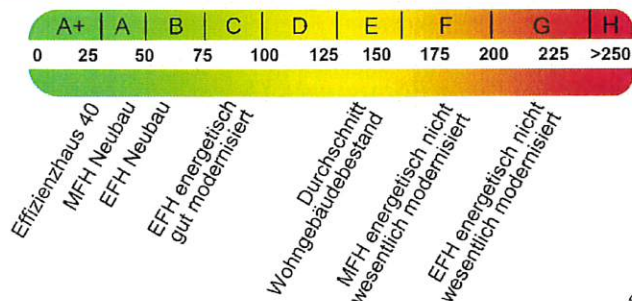 A+ A B C D E F G H
0 25 50 75 100 125 150 175 200 225 >250
Effizienzhaus 40
MFH Neubau
EFH Neubau
EFH energetisch
gut modernisiert
Durchschnitt
Wohngebäudebestand
MFH energetisch nicht
wesentlich modernisiert
EFH energetisch nicht
wesentlich modernisiert